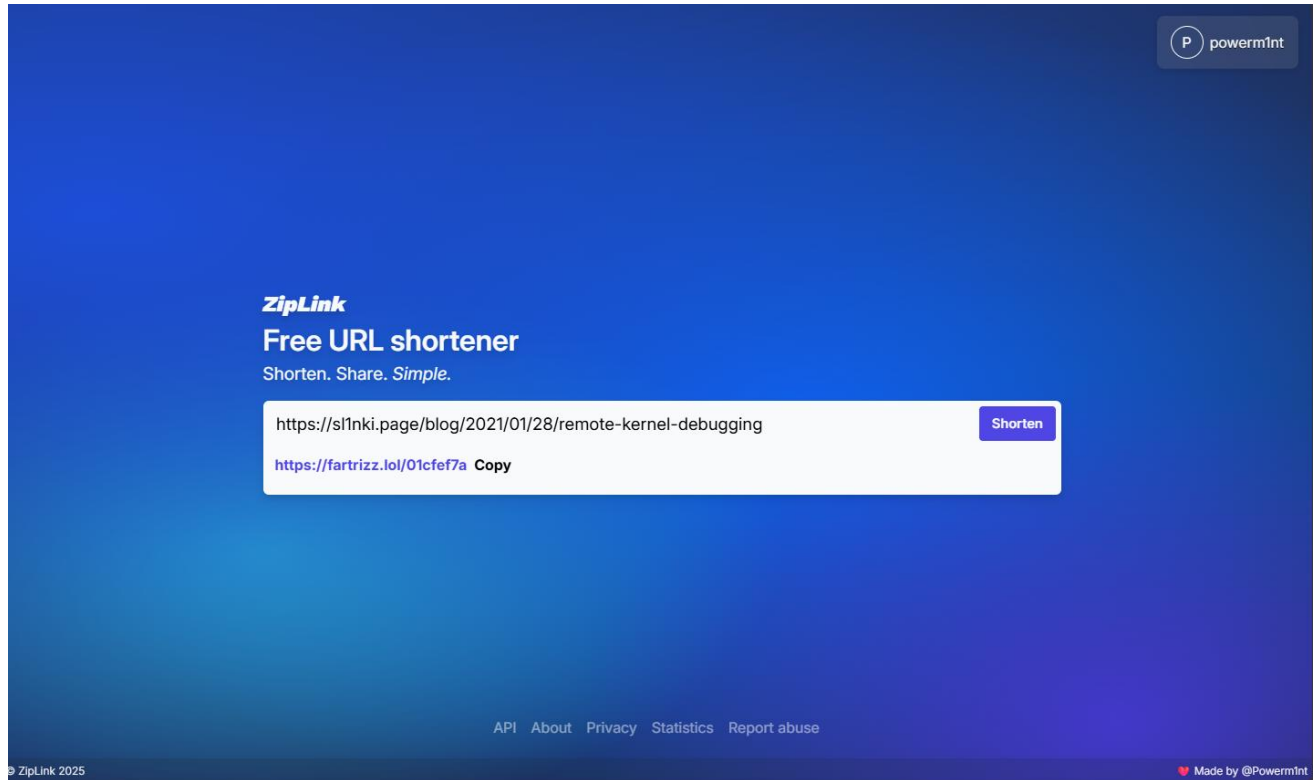 P powerm1nt
ZipLink
Free URL shortener
Shorten. Share. Simple.
https://sl1nki.page/blog/2021/01/28/remote-kernel-debugging Shorten
https://fartrizz.lol/01cfef7a Copy
API About Privacy Statistics Report abuse
© ZipLink 2025 ❤️ Made by @Powerm1nt